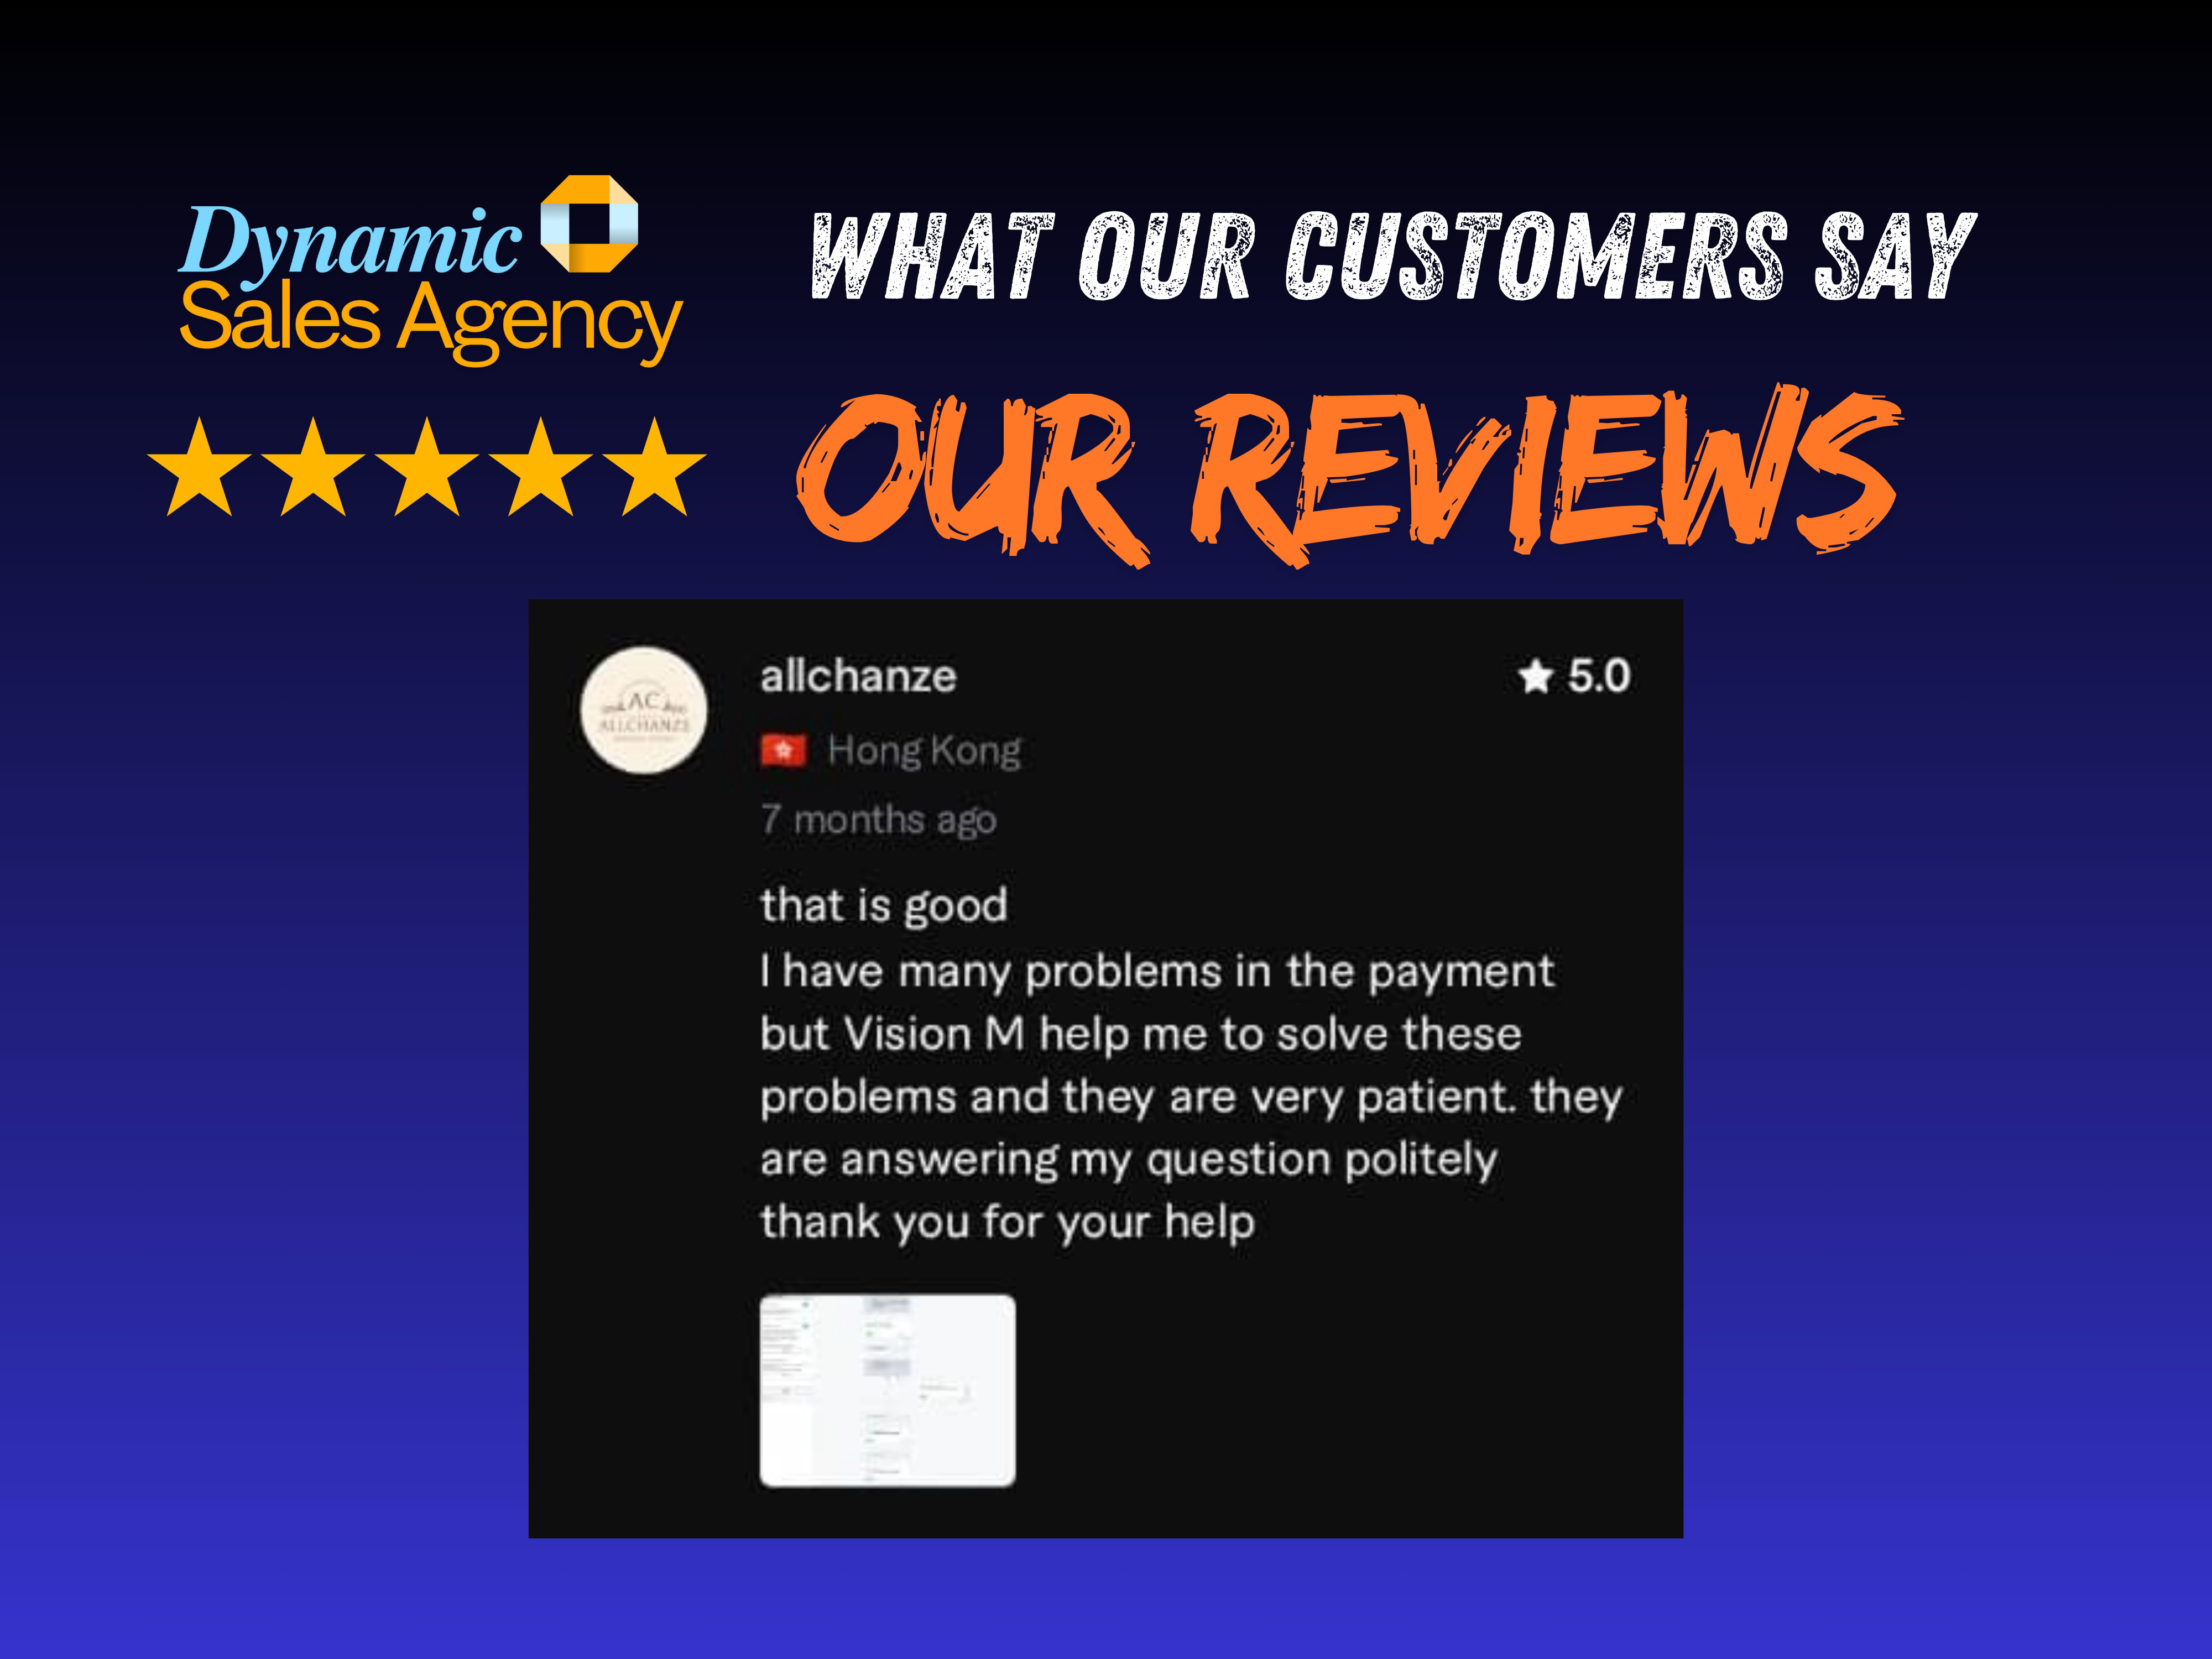 Dynamic
Sales Agency
WHAT OUR CUSTOMERS SAY
OUR REVIEWS
AC
ALLCHANZE
allchanze
5.0
Hong Kong
7 months ago
that is good
I have many problems in the payment
but Vision M help me to solve these
problems and they are very patient. they
are answering my question politely
thank you for your help